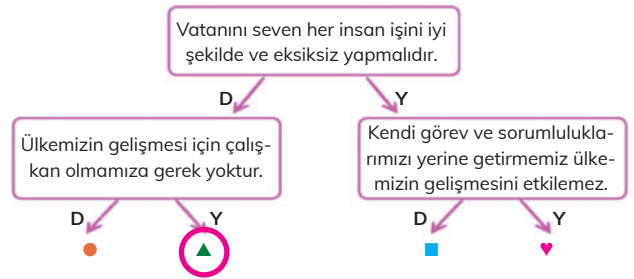 Vatanını seven her insan işini iyi
şekilde ve eksiksiz yapmalıdır.
D
Y
Ülkemizin gelişmesi için çalış-
kan olmamıza gerek yoktur.
Kendi görev ve sorumlulukla-
rımızı yerine getirmemiz ülke-
mizin gelişmesini etkilemez.
D
Y
D
Y